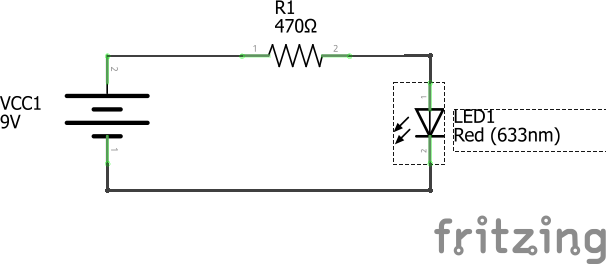 R1
470Ω
1
2
2
VCC1
9V
1
1
LED1
Red (633nm)
2
fritzing